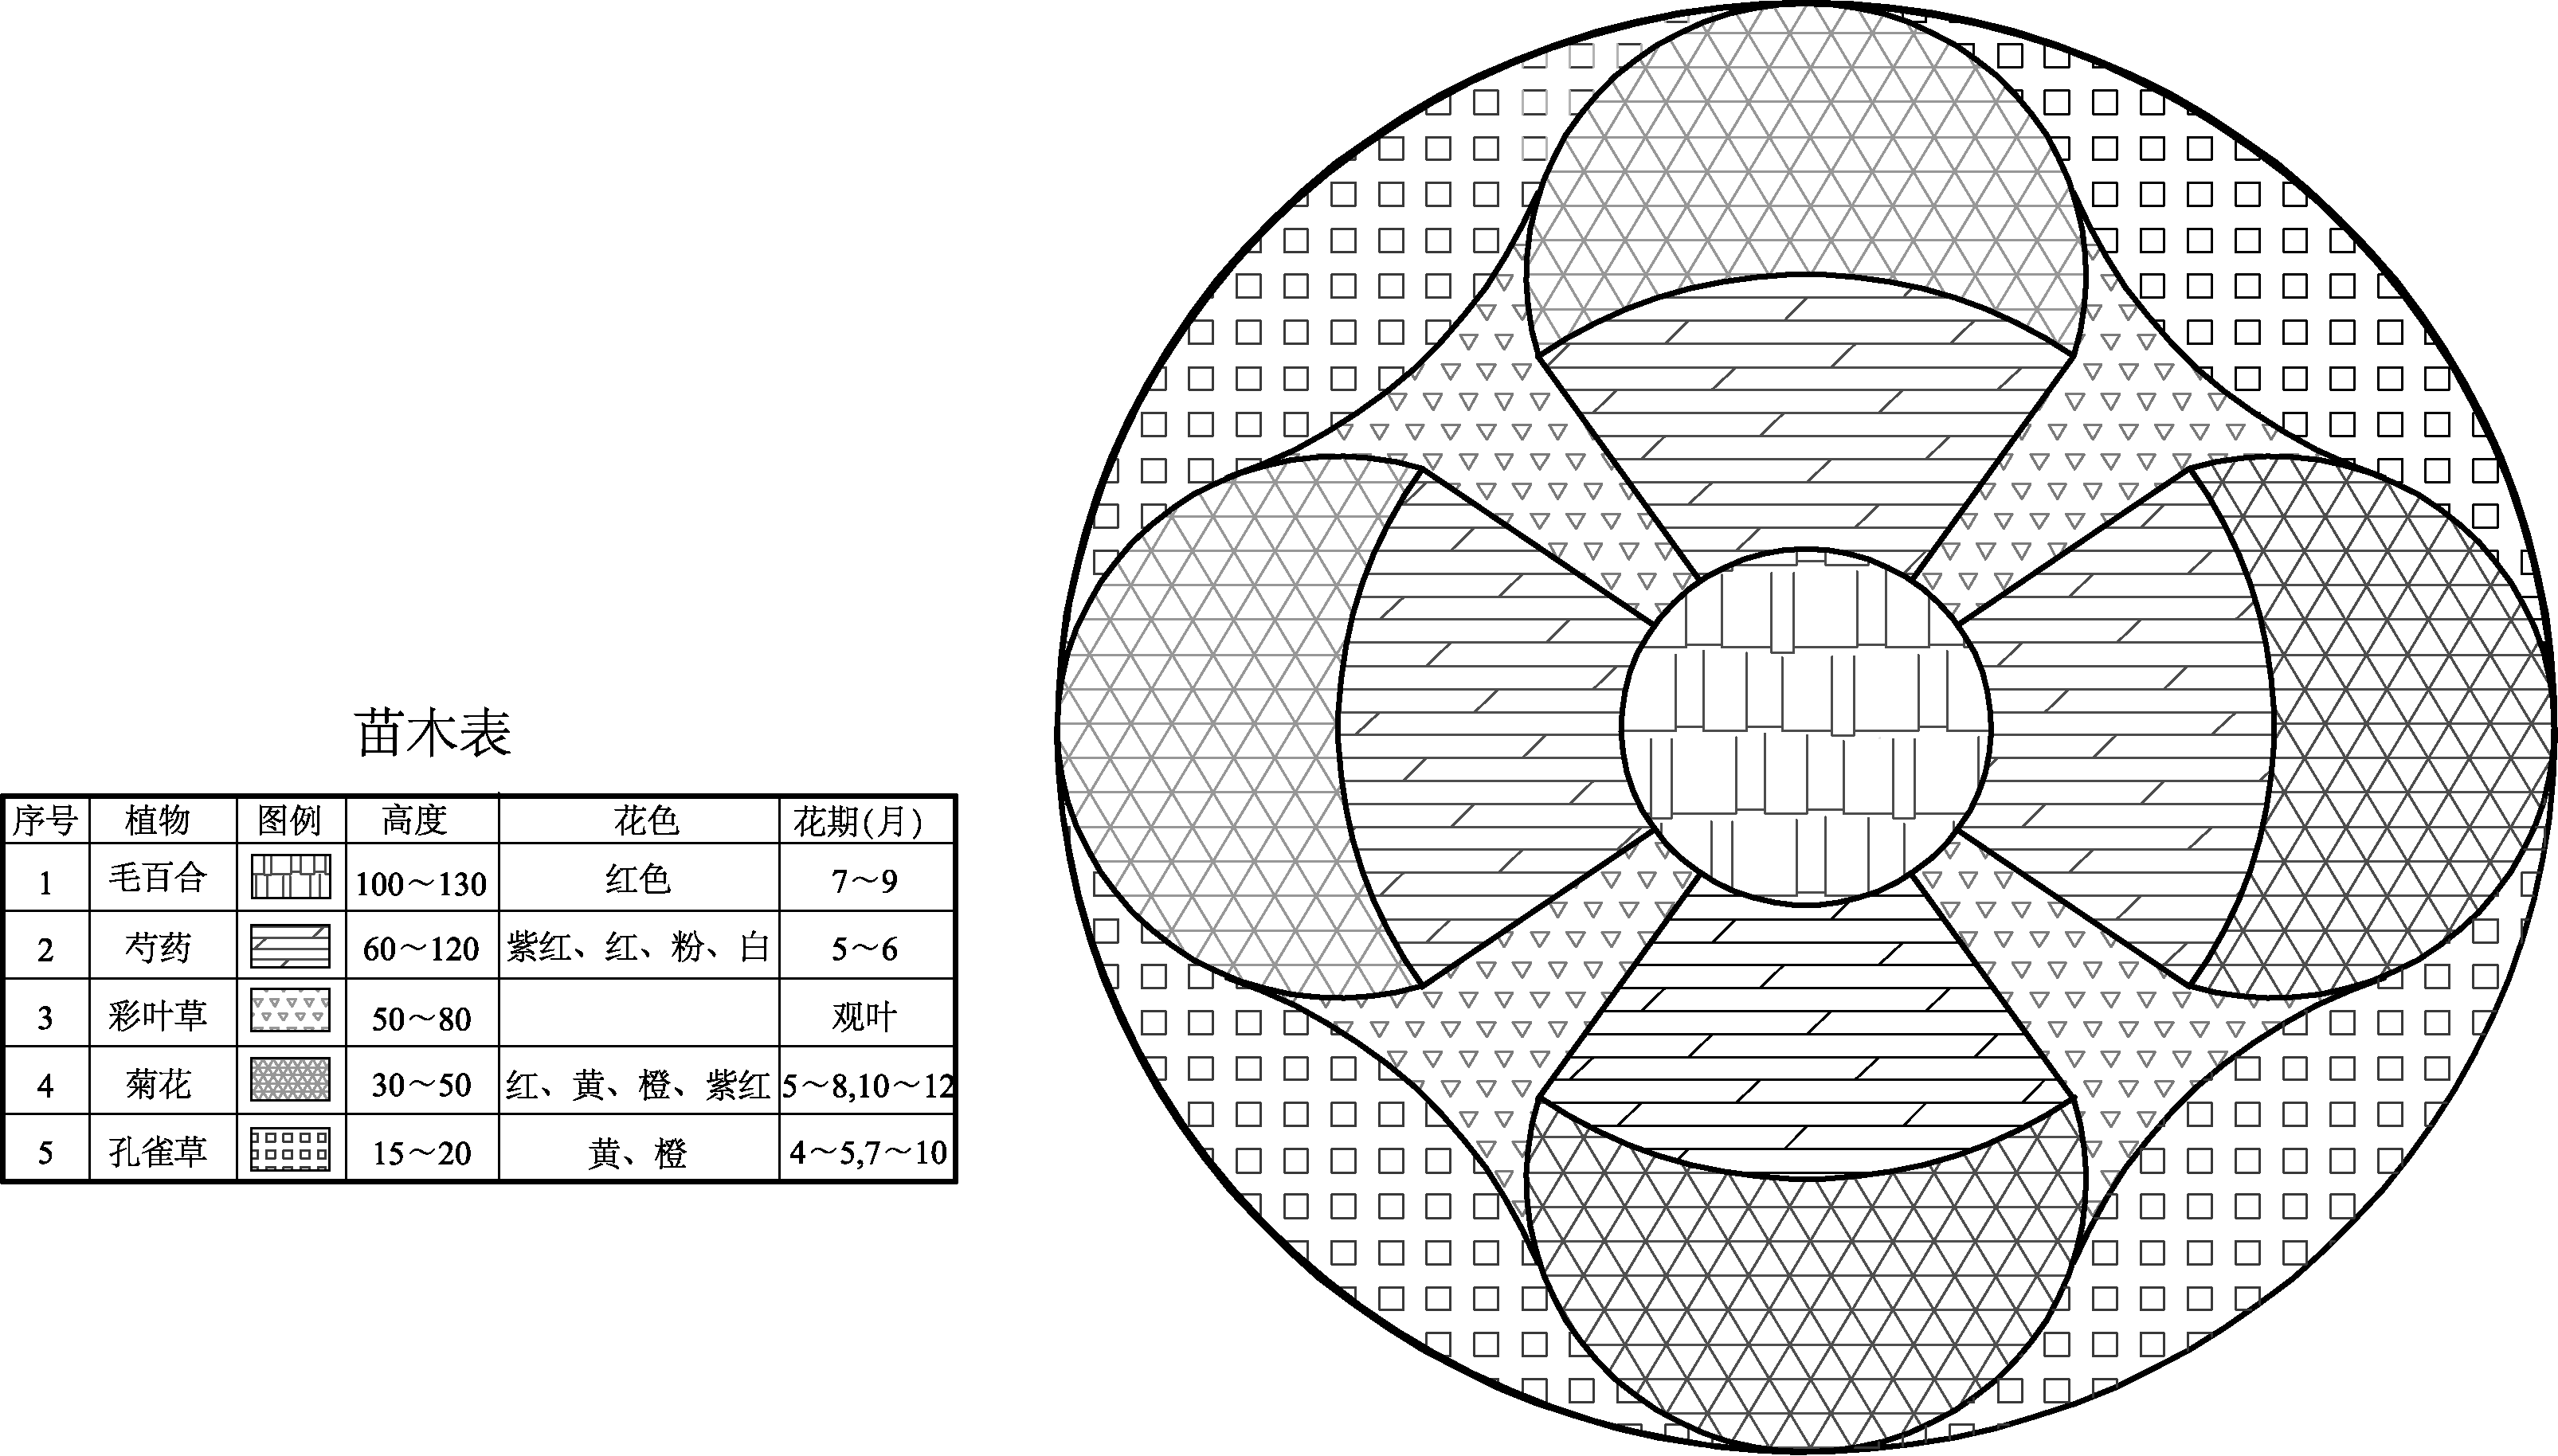 苗木表
序号 植物 图例 高度 花色 花期(月)
1 毛百合 100～130 红色 7～9
2 芍药 60～120 紫红、红、粉、白 5～6
3 彩叶草 50～80 观叶
4 菊花 30～50 红、黄、橙、紫红 5～8,10～12
5 孔雀草 15～20 黄、橙 4～5,7～10